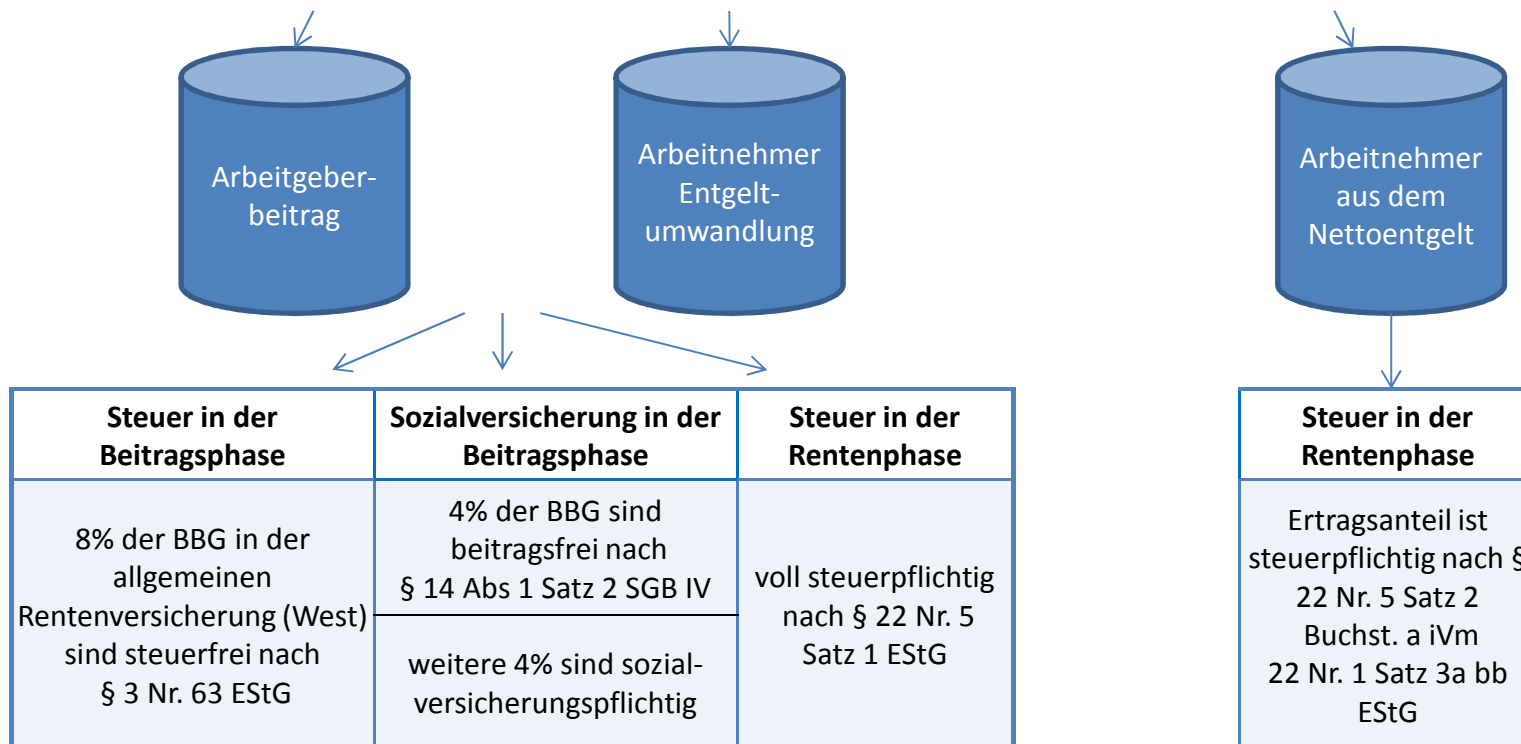 Arbeitgeber-
beitrag
Arbeitnehmer
Entgelt-
umwandlung
Arbeitnehmer
aus dem
Nettoentgelt
Steuer in der
Beitragsphase
Sozialversicherung in der
Beitragsphase
Steuer in der
Rentenphase
8% der BBG in der
allgemeinen
Rentenversicherung (West)
sind steuerfrei nach
§ 3 Nr. 63 EStG
4% der BBG sind
beitragsfrei nach
§ 14 Abs 1 Satz 2 SGB IV
weitere 4% sind sozial-
versicherungspflichtig
voll steuerpflichtig
nach § 22 Nr. 5
Satz 1 EStG
Steuer in der
Rentenphase
Ertragsanteil ist
steuerpflichtig nach §
22 Nr. 5 Satz 2
Buchst. a iVm
22 Nr. 1 Satz 3a bb
EStG